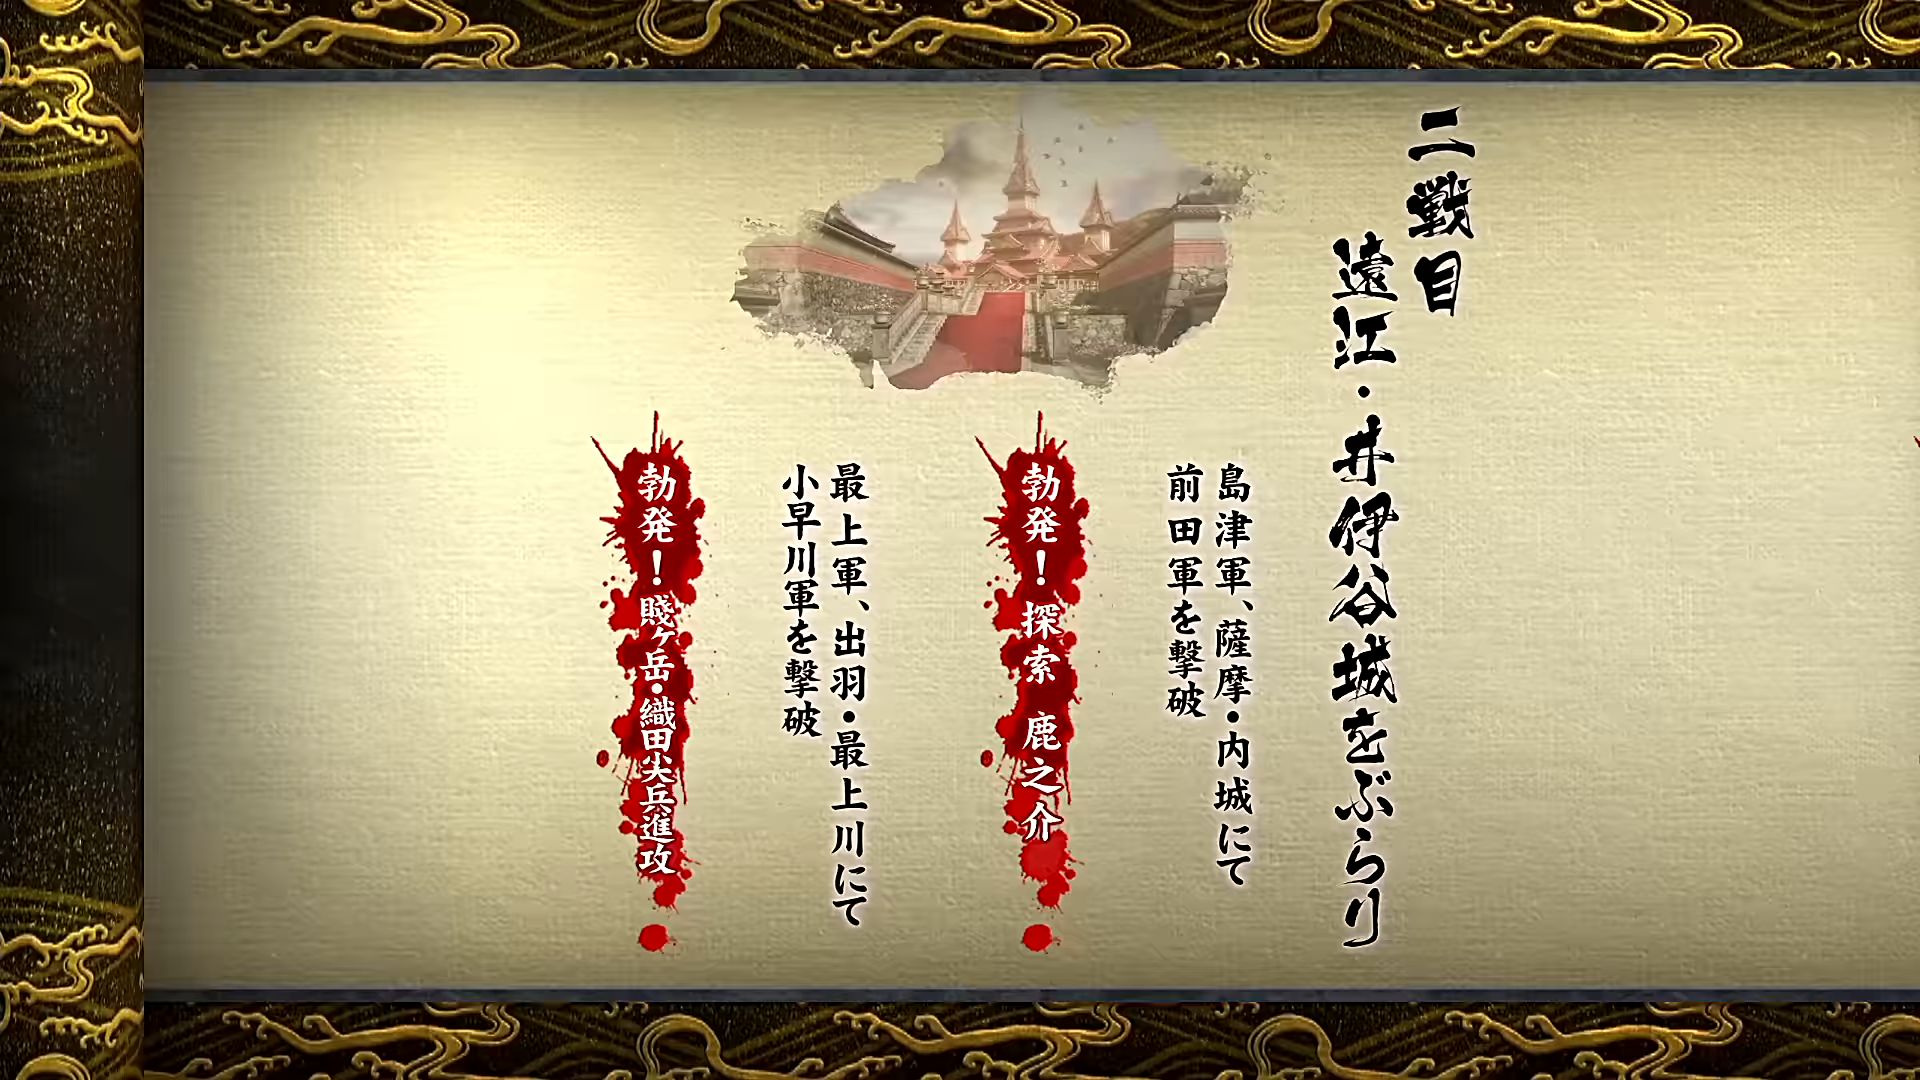 二戦目
遠江・井伊谷城をぶらり
島津軍、薩摩・内城にて
前田軍を撃破
勃発！探索 鹿之介
最上軍、出羽・最上川にて
小早川軍を撃破
勃発！賤ヶ岳・織田尖兵進攻